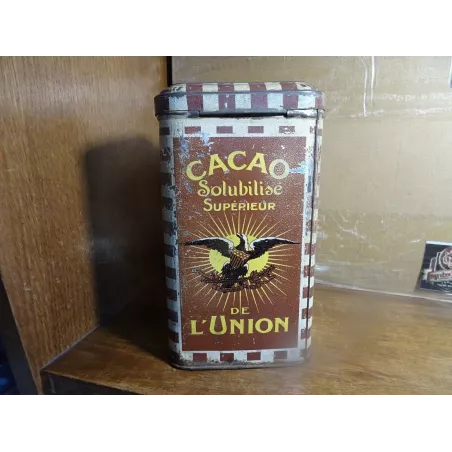 CACAO
Solubilisé
SUPÉRIEUR
DE
L'UNION